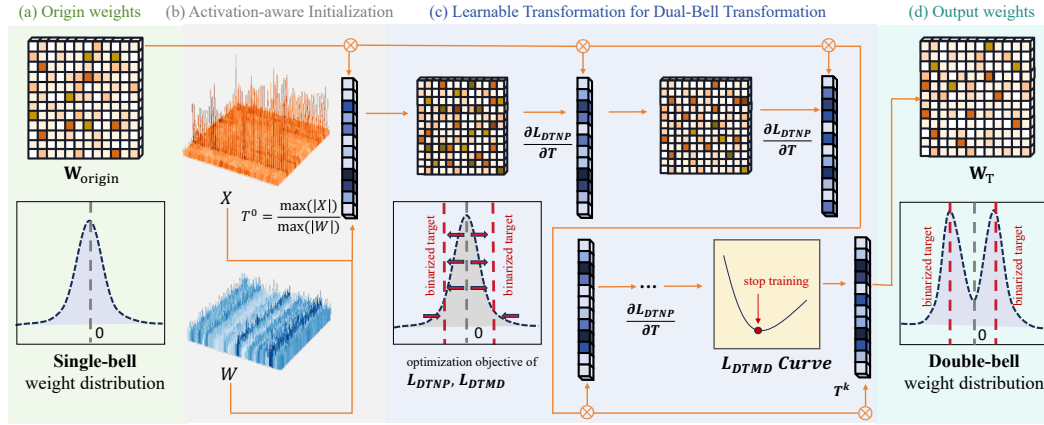 (a) Origin weights
(b) Activation-aware Initialization
(c) Learnable Transformation for Dual-Bell Transformation
(d) Output weights
W_origin
X
T^0 = max(|X|) / max(|W|)
W
∂L_DTNP / ∂T
∂L_DTNP / ∂T
W_T
0
Single-bell
weight distribution
binarized target
binarized target
0
optimization objective of
L_DTNP, L_DTMD
...
∂L_DTNP / ∂T
stop training
L_DTMD Curve
T^k
binarized target
binarized target
0
Double-bell
weight distribution